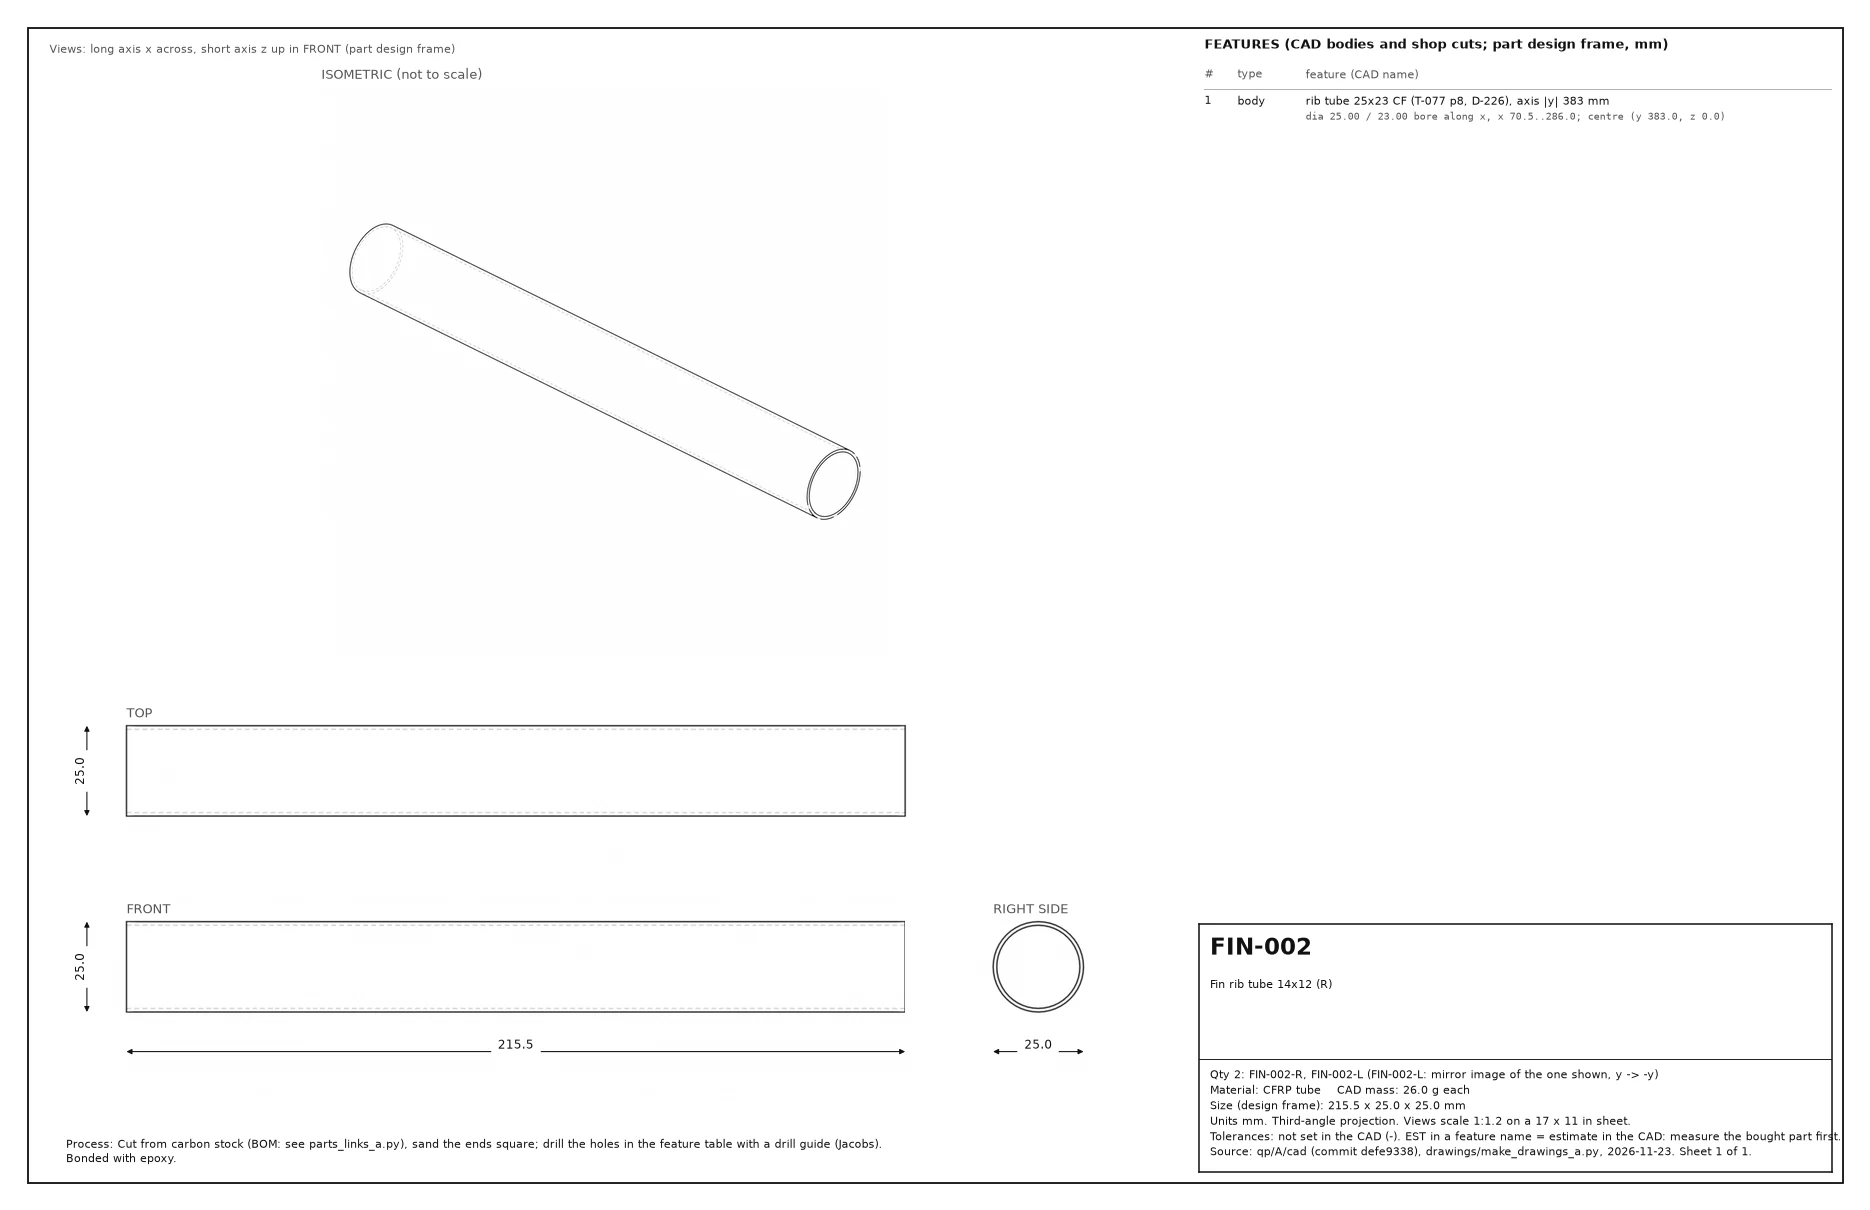 Views: long axis x across, short axis z up in FRONT (part design frame)
ISOMETRIC (not to scale)
FEATURES (CAD bodies and shop cuts; part design frame, mm)
# type feature (CAD name)
1 body rib tube 25x23 CF (T-077 p8, D-226), axis |y| 383 mm
dia 25.00 / 23.00 bore along x, x 70.5..286.0; centre (y 383.0, z 0.0)
TOP
25.0
FRONT
25.0
215.5
RIGHT SIDE
25.0
Process: Cut from carbon stock (BOM: see parts_links_a.py), sand the ends square; drill the holes in the feature table with a drill guide (Jacobs).
Bonded with epoxy.
FIN-002
Fin rib tube 14x12 (R)
Qty 2: FIN-002-R, FIN-002-L (FIN-002-L: mirror image of the one shown, y -> -y)
Material: CFRP tube CAD mass: 26.0 g each
Size (design frame): 215.5 x 25.0 x 25.0 mm
Units mm. Third-angle projection. Views scale 1:1.2 on a 17 x 11 in sheet.
Tolerances: not set in the CAD (-). EST in a feature name = estimate in the CAD: measure the bought part first.
Source: qp/A/cad (commit defe9338), drawings/make_drawings_a.py, 2026-11-23. Sheet 1 of 1.